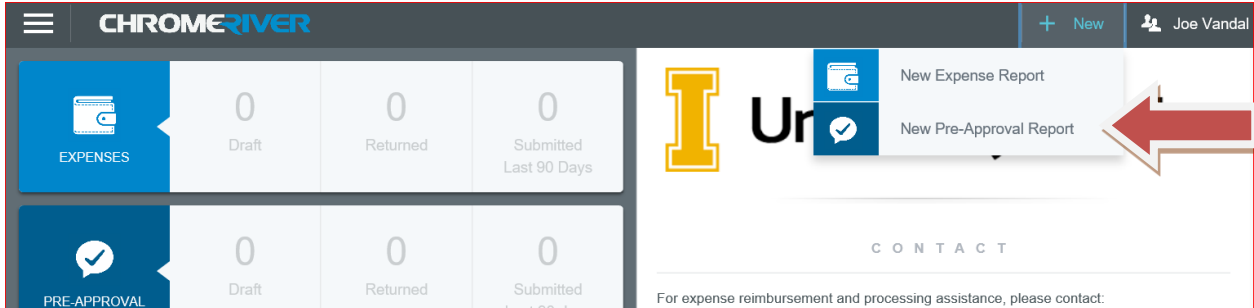 CHROMERIVER
+ New
Joe Vandal
EXPENSES
0
Draft
0
Returned
0
Submitted
Last 90 Days
PRE-APPROVAL
0
Draft
0
Returned
0
Submitted
New Expense Report
New Pre-Approval Report
I
CONTACT
For expense reimbursement and processing assistance, please contact: